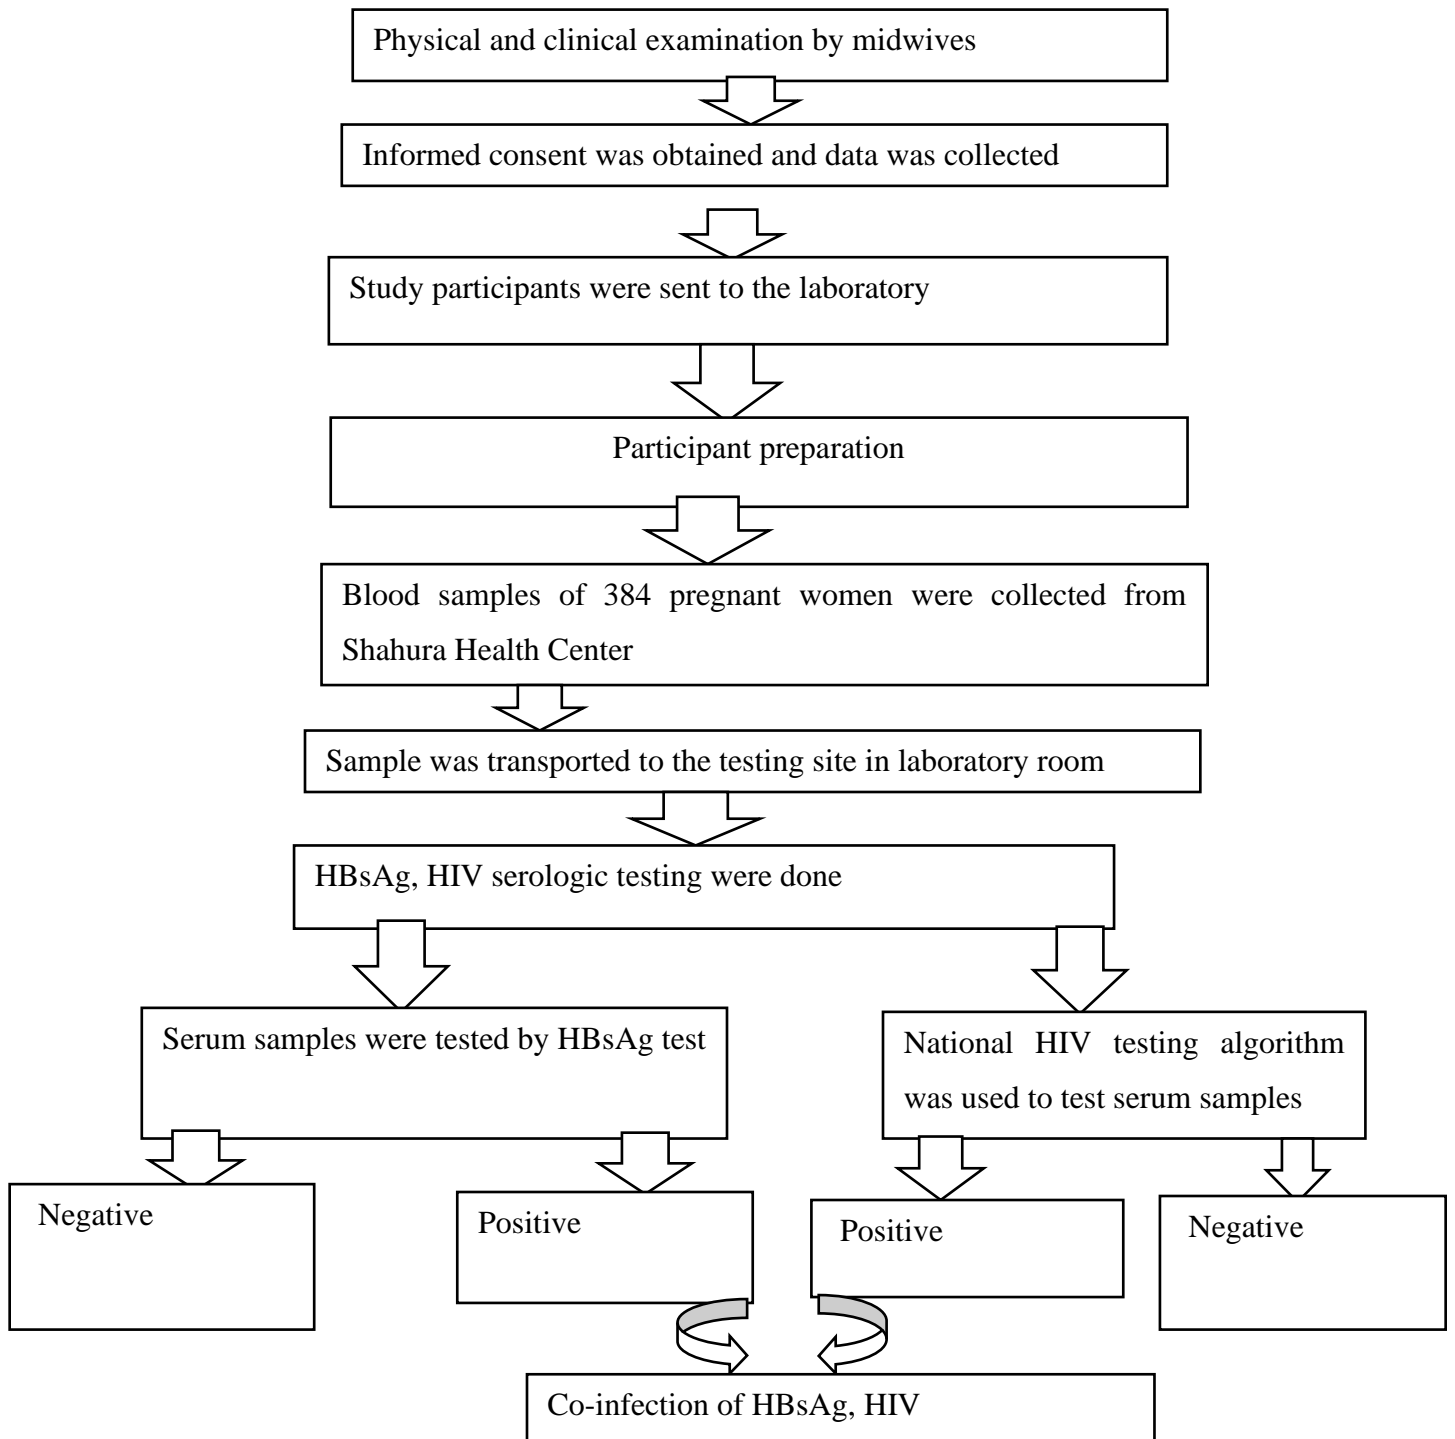 Physical and clinical examination by midwives
Informed consent was obtained and data was collected
Study participants were sent to the laboratory
Participant preparation
Blood samples of 384 pregnant women were collected from
Shahura Health Center
Sample was transported to the testing site in laboratory room
HBsAg, HIV serologic testing were done
Serum samples were tested by HBsAg test
National HIV testing algorithm
was used to test serum samples
Negative
Positive
Positive
Negative
Co-infection of HBsAg, HIV